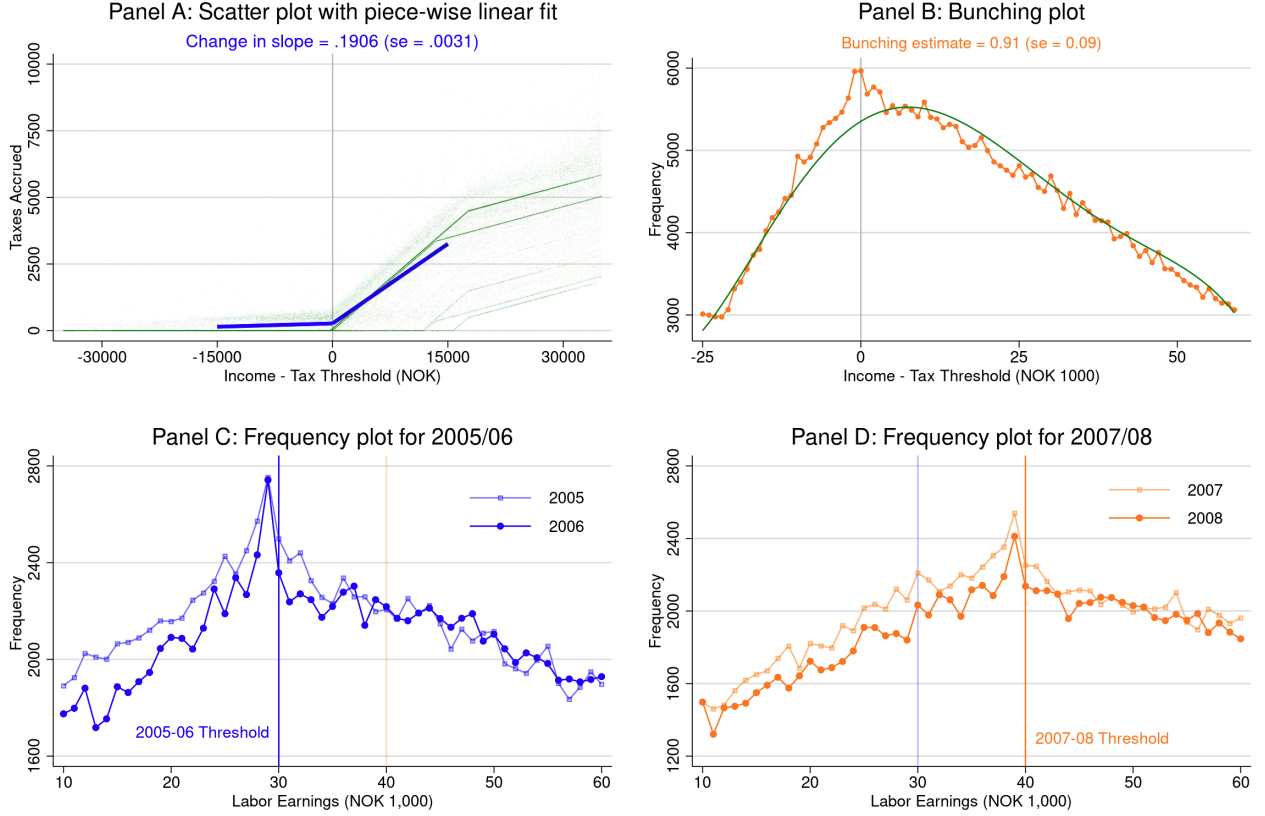 Panel A: Scatter plot with piece-wise linear fit
Change in slope = .1906 (se = .0031)
Taxes Accrued
10000
7500
5000
2500
0
-30000 -15000 0 15000 30000
Income - Tax Threshold (NOK)
Panel B: Bunching plot
Bunching estimate = 0.91 (se = 0.09)
Frequency
6000
5000
4000
3000
-25 0 25 50
Income - Tax Threshold (NOK 1000)
Panel C: Frequency plot for 2005/06
Frequency
2800
2400
2000
1600
2005
2006
2005-06 Threshold
10 20 30 40 50 60
Labor Earnings (NOK 1,000)
Panel D: Frequency plot for 2007/08
Frequency
2800
2400
2000
1600
1200
2007
2008
2007-08 Threshold
10 20 30 40 50 60
Labor Earnings (NOK 1,000)